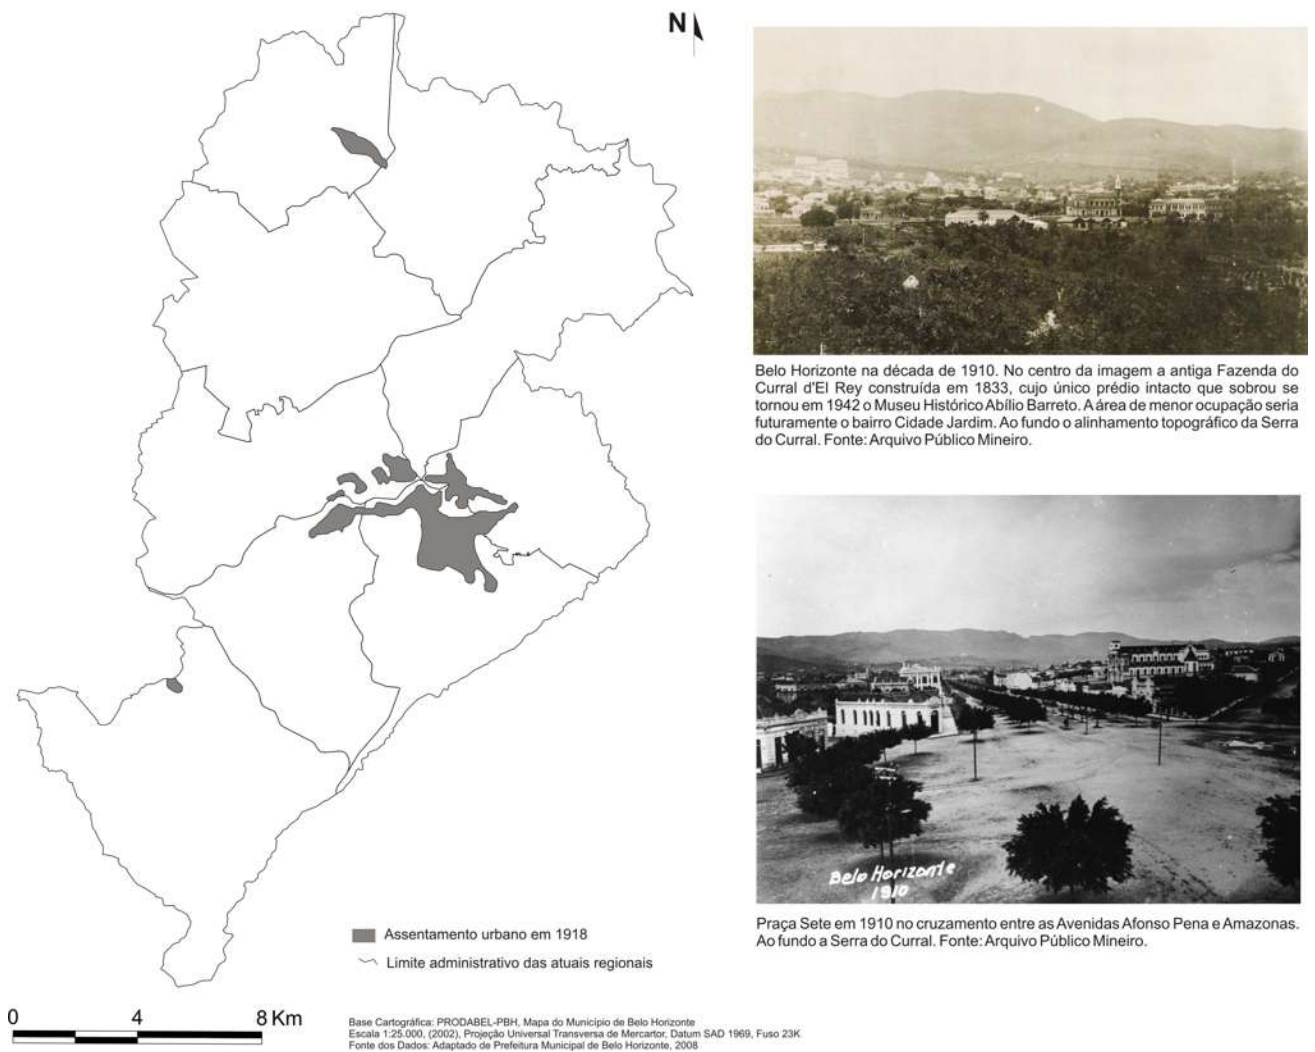 N
Belo Horizonte na década de 1910. No centro da imagem a antiga Fazenda do
Curral d'El Rey construída em 1833, cujo único prédio intacto que sobrou se
tornou em 1942 o Museu Histórico Abílio Barreto. A área de menor ocupação seria
futuramente o bairro Cidade Jardim. Ao fundo o alinhamento topográfico da Serra
do Curral. Fonte: Arquivo Público Mineiro.
Belo Horizonte
1910
Praça Sete em 1910 no cruzamento entre as Avenidas Afonso Pena e Amazonas.
Ao fundo a Serra do Curral. Fonte: Arquivo Público Mineiro.
Assentamento urbano em 1918
Limite administrativo das atuais regionais
0 4 8 Km
Base Cartográfica: PRODABEL-PBH, Mapa do Município de Belo Horizonte
Escala 1:25.000, (2002), Projeção Universal Transversa de Mercartor, Datum SAD 1969, Fuso 23K
Fonte dos Dados: Adaptado de Prefeitura Municipal de Belo Horizonte, 2008